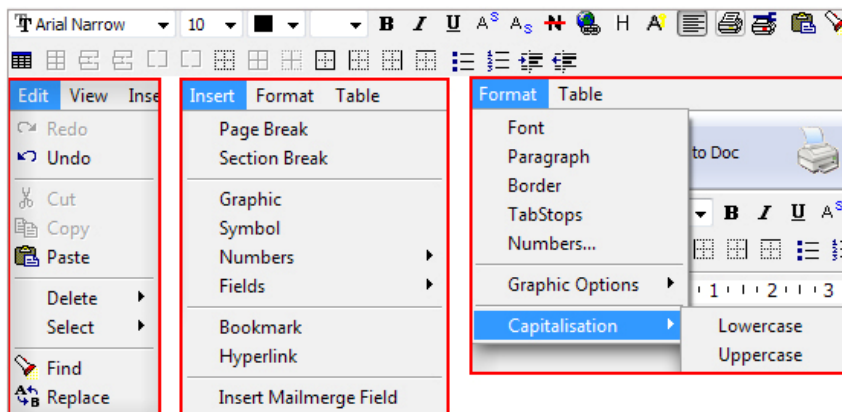 Arial Narrow 10 B I U A S A S N H A
Edit View Inse
Redo
Undo
Cut
Copy
Paste
Delete
Select
Find
Replace
Insert Format Table
Page Break
Section Break
Graphic
Symbol
Numbers
Fields
Bookmark
Hyperlink
Insert Mailmerge Field
Format Table
Font
Paragraph
Border
TabStops
Numbers...
Graphic Options
Capitalisation
Lowercase
Uppercase
to Doc
B I U A S
1 2 3